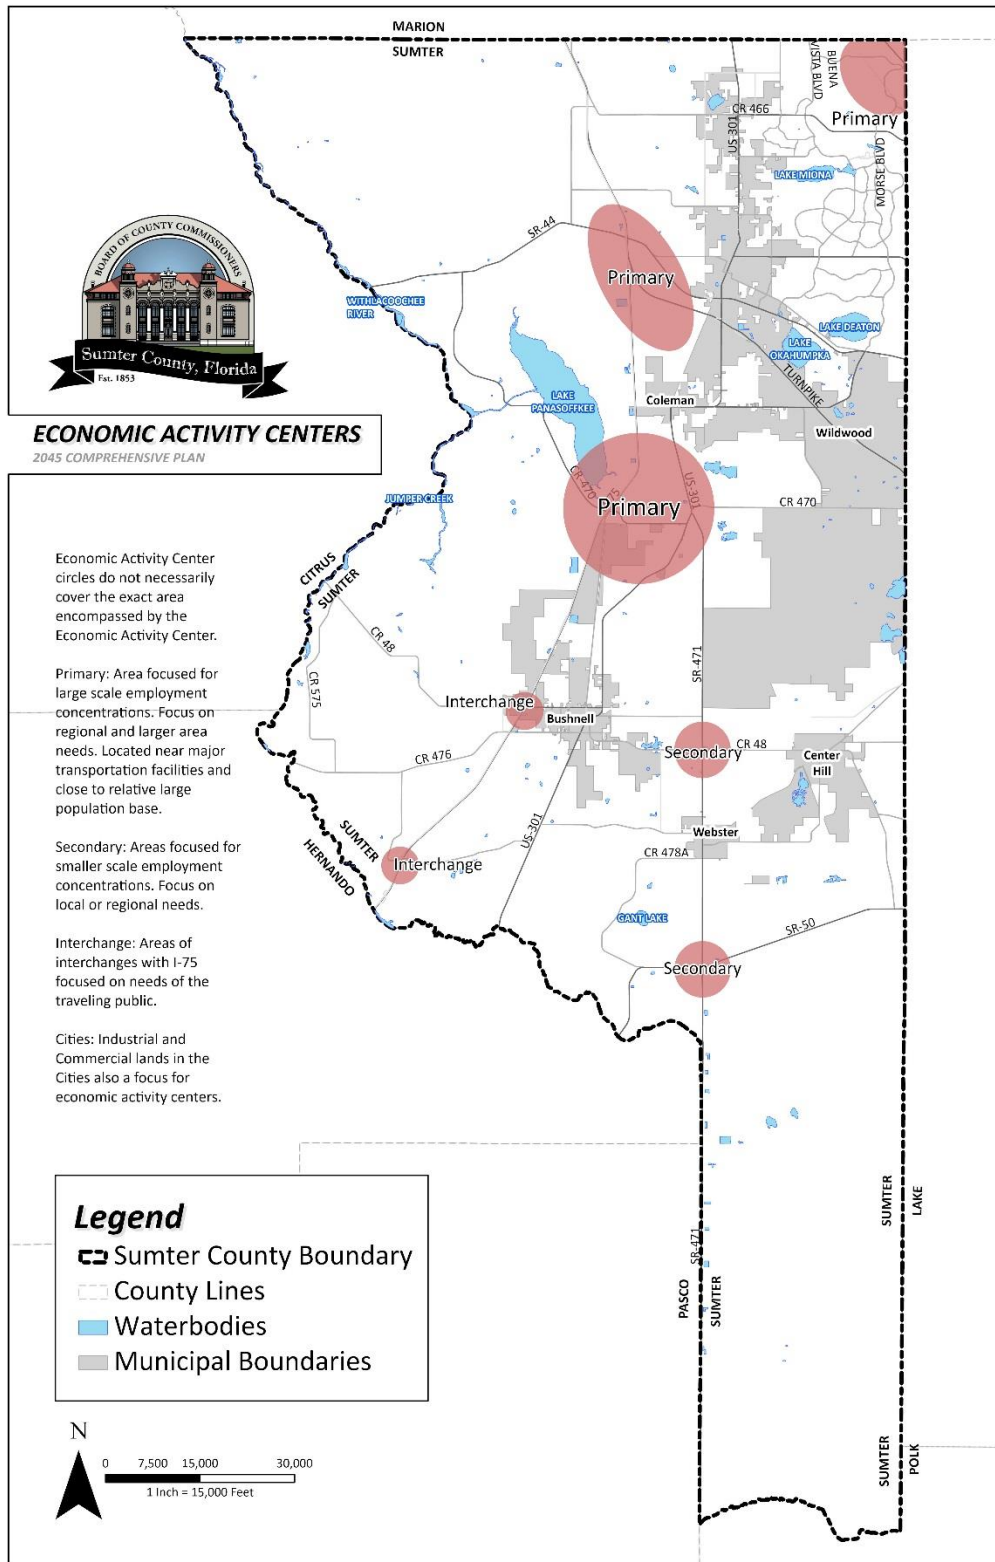 MARION
SUMTER
BUENA
VISTA BLVD
Primary
CR 466
US-301
LAKE MIONA
MORSE BLVD
BOARD OF COUNTY COMMISSIONERS
Sumter County, Florida
Est. 1853
SR-44
Primary
WITHLACOOCHEE
RIVER
LAKE DEATON
LAKE
OKAHUMPKA
TURNPIKE
LAKE
PANASOFFKEE
Coleman
Wildwood
ECONOMIC ACTIVITY CENTERS
2045 COMPREHENSIVE PLAN
CR-470
75
US-301
Primary
CR 470
JUMPER CREEK
CITRUS
SUMTER
Economic Activity Center
circles do not necessarily
cover the exact area
encompassed by the
Economic Activity Center.
Primary: Area focused for
large scale employment
concentrations. Focus on
regional and larger area
needs. Located near major
transportation facilities and
close to relative large
population base.
Secondary: Areas focused for
smaller scale employment
concentrations. Focus on
local or regional needs.
Interchange: Areas of
interchanges with I-75
focused on needs of the
traveling public.
Cities: Industrial and
Commercial lands in the
Cities also a focus for
economic activity centers.
CR 48
CR 575
SR-471
Interchange
Bushnell
Secondary
CR 48
Center
Hill
CR 476
SUMTER
HERNANDO
US-301
Webster
Interchange
CR 478A
GANT LAKE
SR-50
Secondary
SR-471
PASCO
SUMTER
SUMTER
LAKE
SUMTER
POLK
Legend
Sumter County Boundary
County Lines
Waterbodies
Municipal Boundaries
N
0 7,500 15,000 30,000
1 Inch = 15,000 Feet